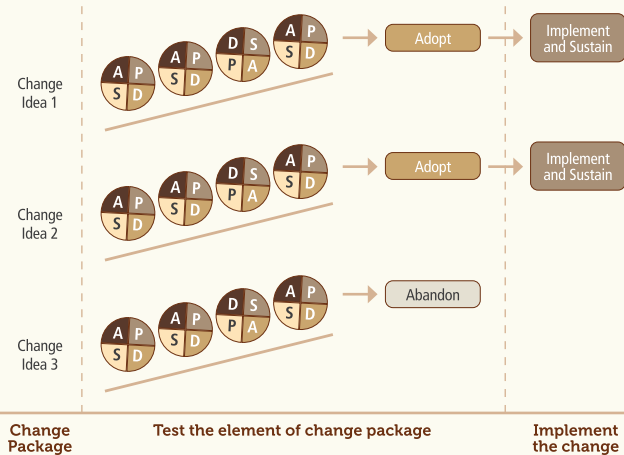 A P A P D S A P
S D S D P A S D
Adopt
Implement
and Sustain
Change
Idea 1
A P A P D S A P
S D S D P A S D
Adopt
Implement
and Sustain
Change
Idea 2
A P A P D S A P
S D S D P A S D
Abandon
Change
Idea 3
Change
Package
Test the element of change package
Implement
the change